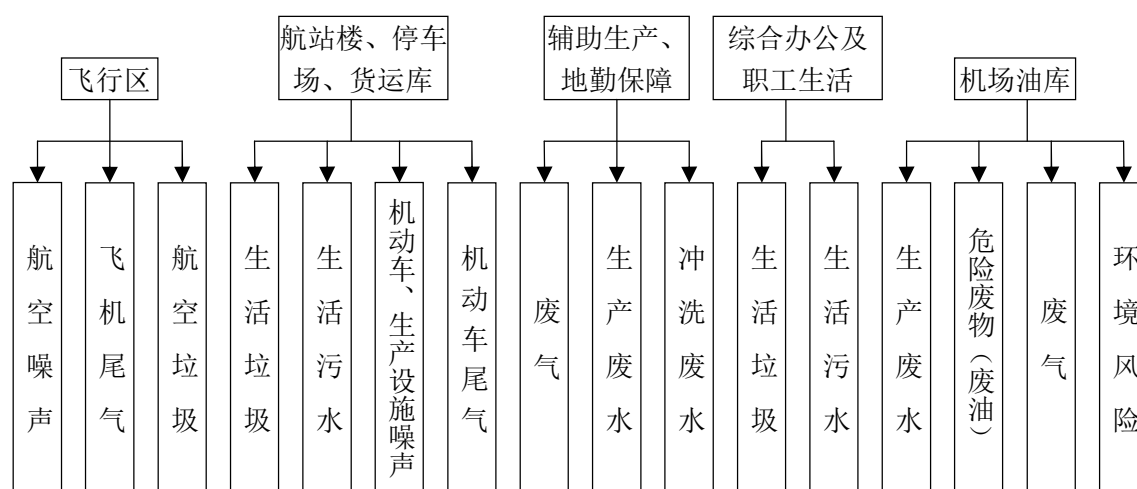 飞行区
航站楼、停车
场、货运库
辅助生产、
地勤保障
综合办公及
职工生活
机场油库
航空噪声
飞机尾气
航空垃圾
生活垃圾
生活污水
机动车、生产设施噪声
机动车尾气
废气
生产废水
冲洗废水
生活垃圾
生活污水
生产废水
危险废物（废油）
废气
环境风险